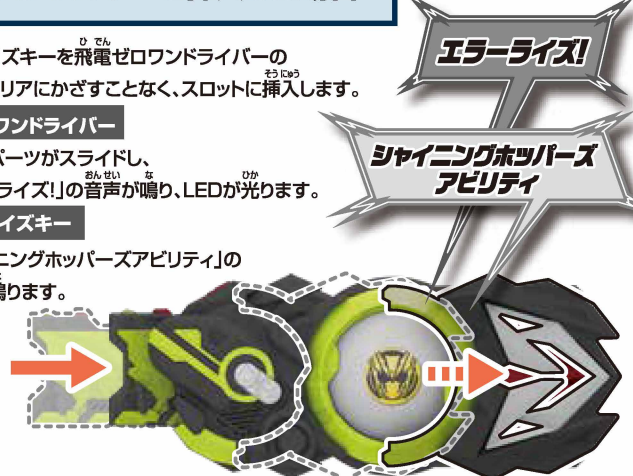 ズキーを飛電ゼロワンドライバーの
リアにかざすことなく、スロットに挿入します。
ワンドライバー
パーツがスライドし、
ライズ!」の音声が鳴り、LEDが光ります。
イズキー
ニングホッパーズアビリティ」の
鳴ります。
エラーライズ!
シャイニングホッパーズ
アビリティ